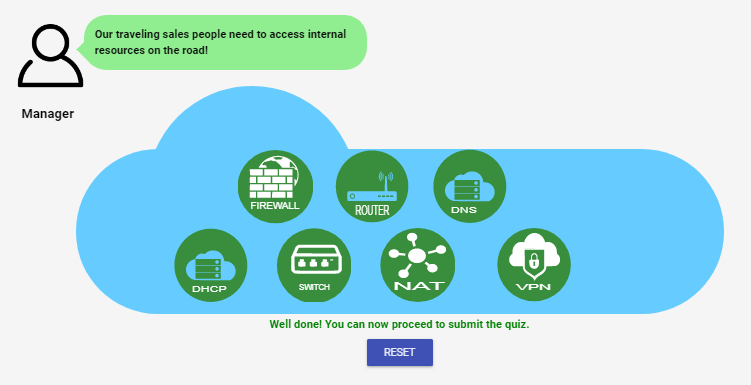 Our traveling sales people need to access internal
resources on the road!
Manager
FIREWALL
ROUTER
DNS
DHCP
SWITCH
NAT
VPN
Well done! You can now proceed to submit the quiz.
RESET